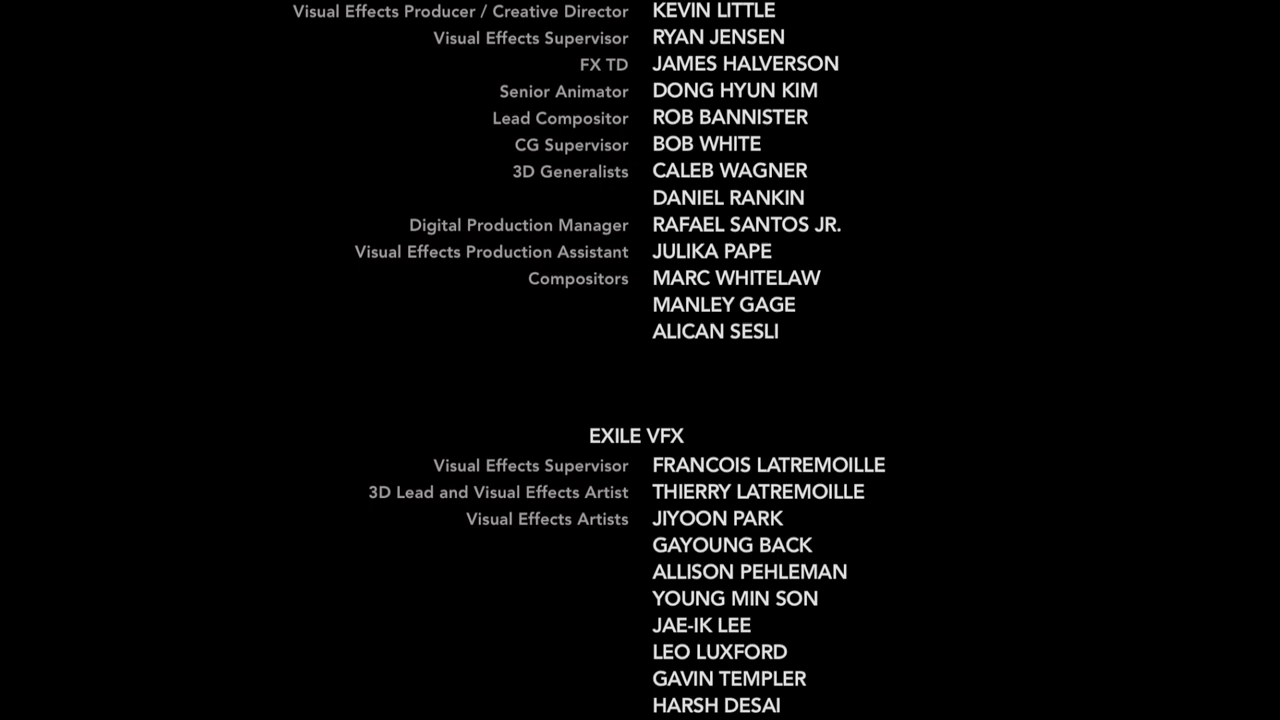 Visual Effects Producer / Creative Director KEVIN LITTLE
Visual Effects Supervisor RYAN JENSEN
FX TD JAMES HALVERSON
Senior Animator DONG HYUN KIM
Lead Compositor ROB BANNISTER
CG Supervisor BOB WHITE
3D Generalists CALEB WAGNER
DANIEL RANKIN
Digital Production Manager RAFAEL SANTOS JR.
Visual Effects Production Assistant JULIKA PAPE
Compositors MARC WHITELAW
MANLEY GAGE
ALICAN SESLI
EXILE VFX
Visual Effects Supervisor FRANCOIS LATREMOILLE
3D Lead and Visual Effects Artist THIERRY LATREMOILLE
Visual Effects Artists JIYOON PARK
GAYOUNG BACK
ALLISON PEHLEMAN
YOUNG MIN SON
JAE-IK LEE
LEO LUXFORD
GAVIN TEMPLER
HARSH DESAI